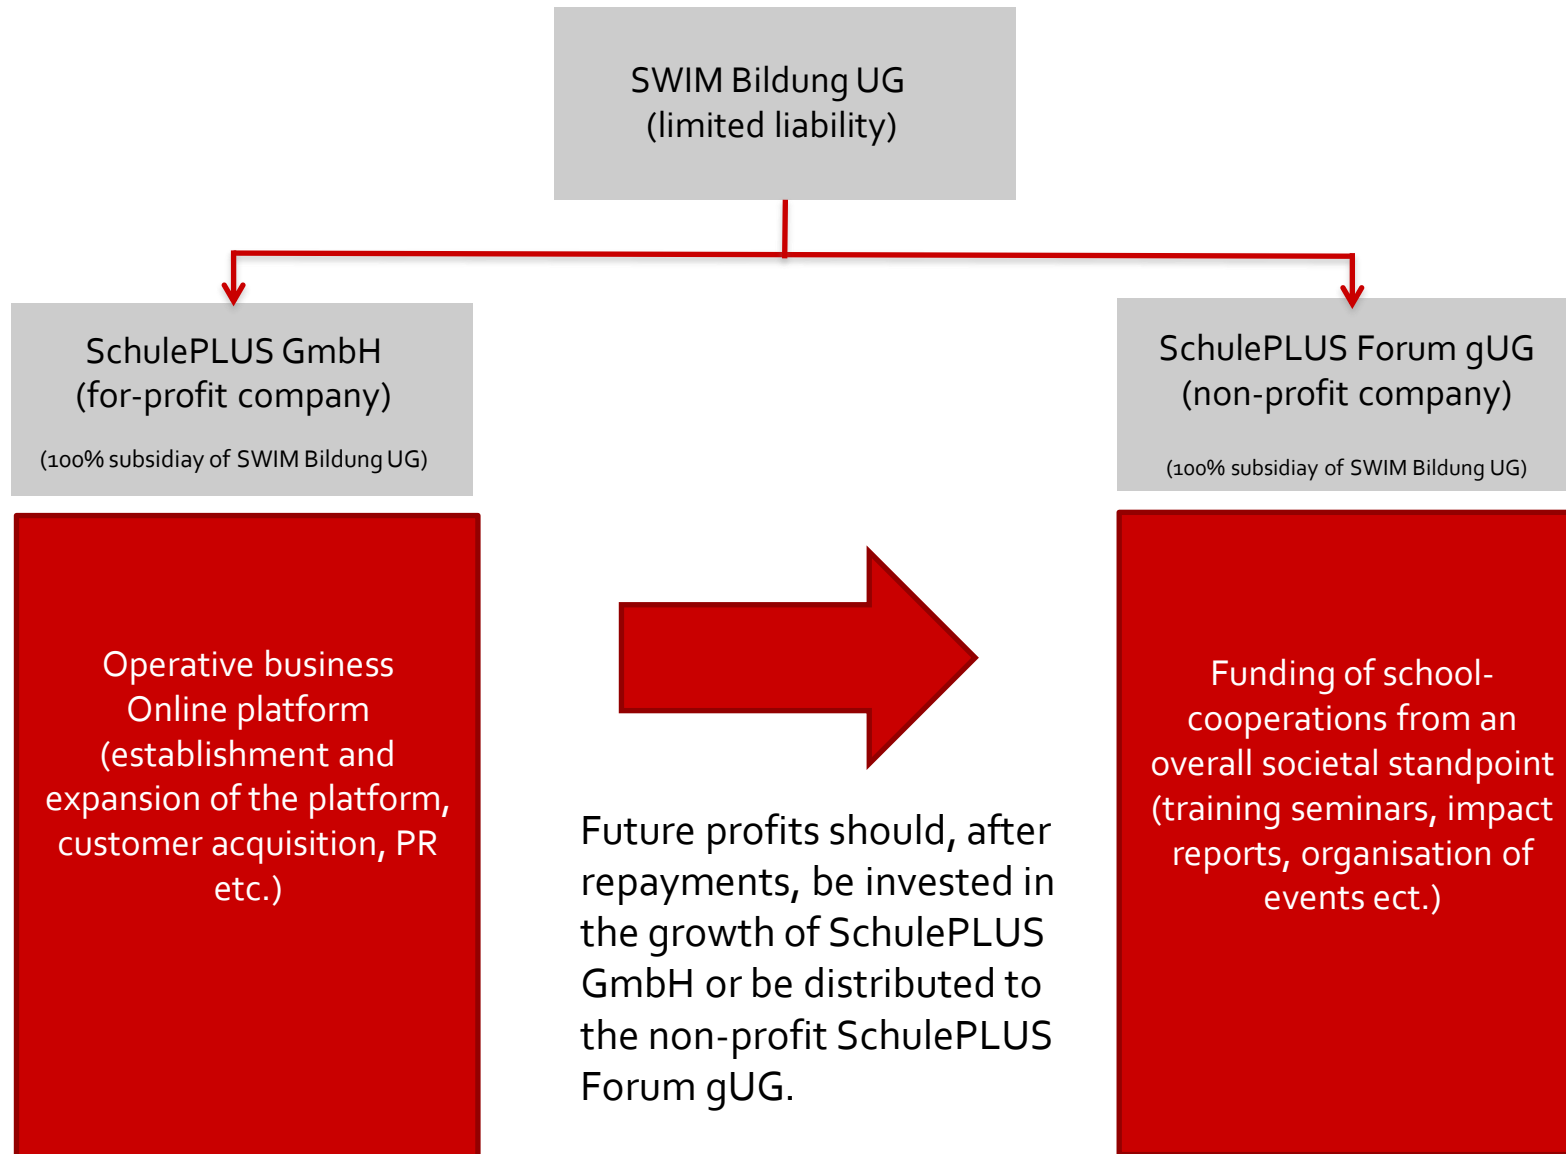 SWIM Bildung UG
(limited liability)
SchulePLUS GmbH
(for-profit company)
(100% subsidiay of SWIM Bildung UG)
SchulePLUS Forum gUG
(non-profit company)
(100% subsidiay of SWIM Bildung UG)
Operative business
Online platform
(establishment and
expansion of the platform,
customer acquisition, PR
etc.)
Future profits should, after
repayments, be invested in
the growth of SchulePLUS
GmbH or be distributed to
the non-profit SchulePLUS
Forum gUG.
Funding of school-
cooperations from an
overall societal standpoint
(training seminars, impact
reports, organisation of
events ect.)